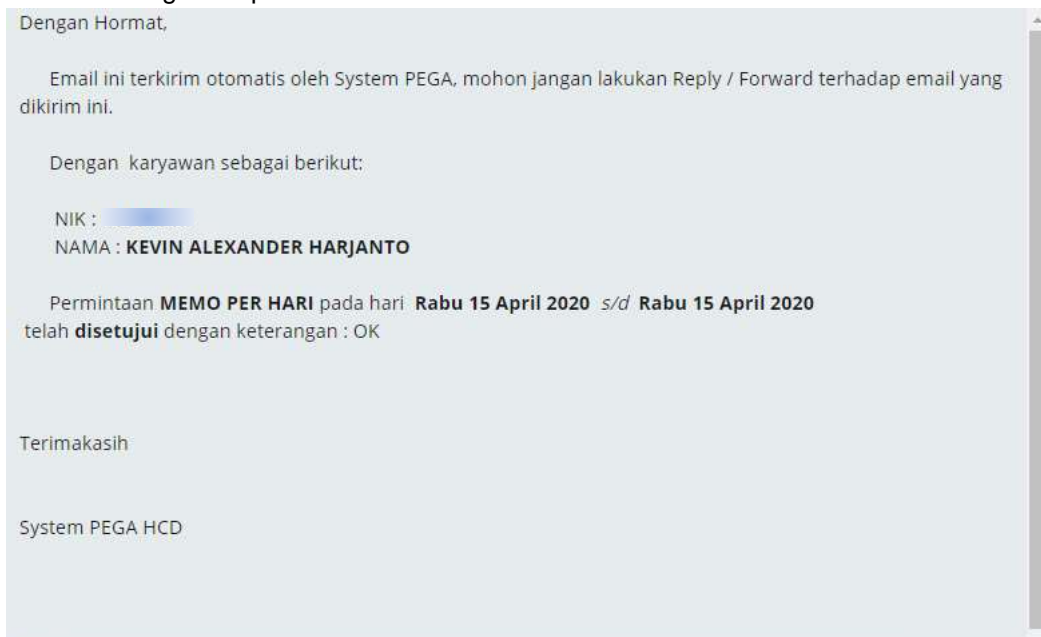 Dengan Hormat,
Email ini terkirim otomatis oleh System PEGA, mohon jangan lakukan Reply / Forward terhadap email yang
dikirim ini.
Dengan karyawan sebagai berikut:
NIK :
NAMA : KEVIN ALEXANDER HARJANTO
Permintaan MEMO PER HARI pada hari Rabu 15 April 2020 s/d Rabu 15 April 2020
telah disetujui dengan keterangan : OK
Terimakasih
System PEGA HCD